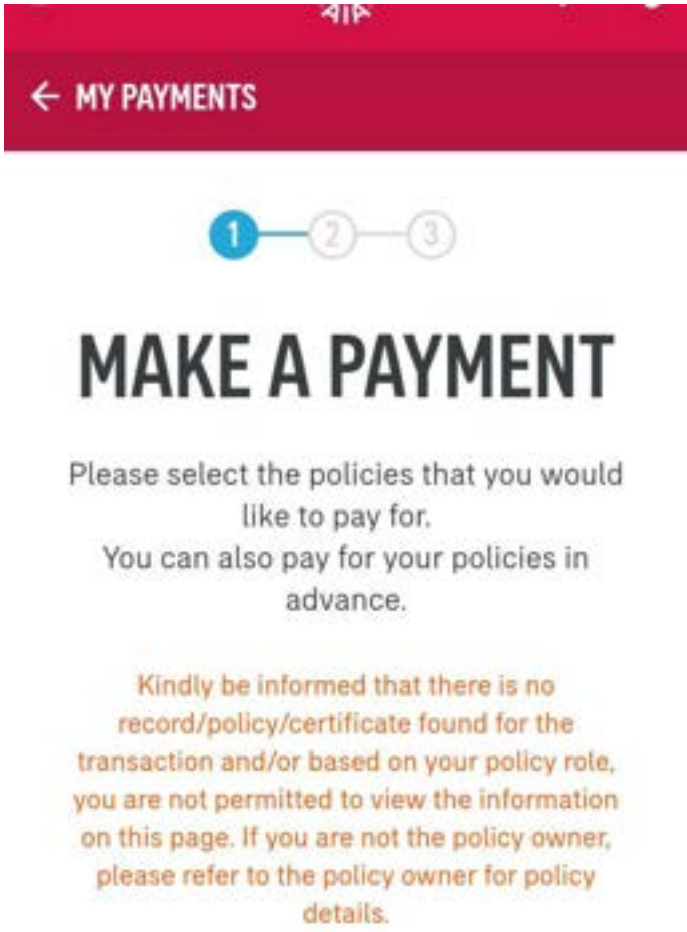 AIA
MY PAYMENTS
1 2 3
MAKE A PAYMENT
Please select the policies that you would
like to pay for.
You can also pay for your policies in
advance.
Kindly be informed that there is no
record/policy/certificate found for the
transaction and/or based on your policy role,
you are not permitted to view the information
on this page. If you are not the policy owner,
please refer to the policy owner for policy
details.